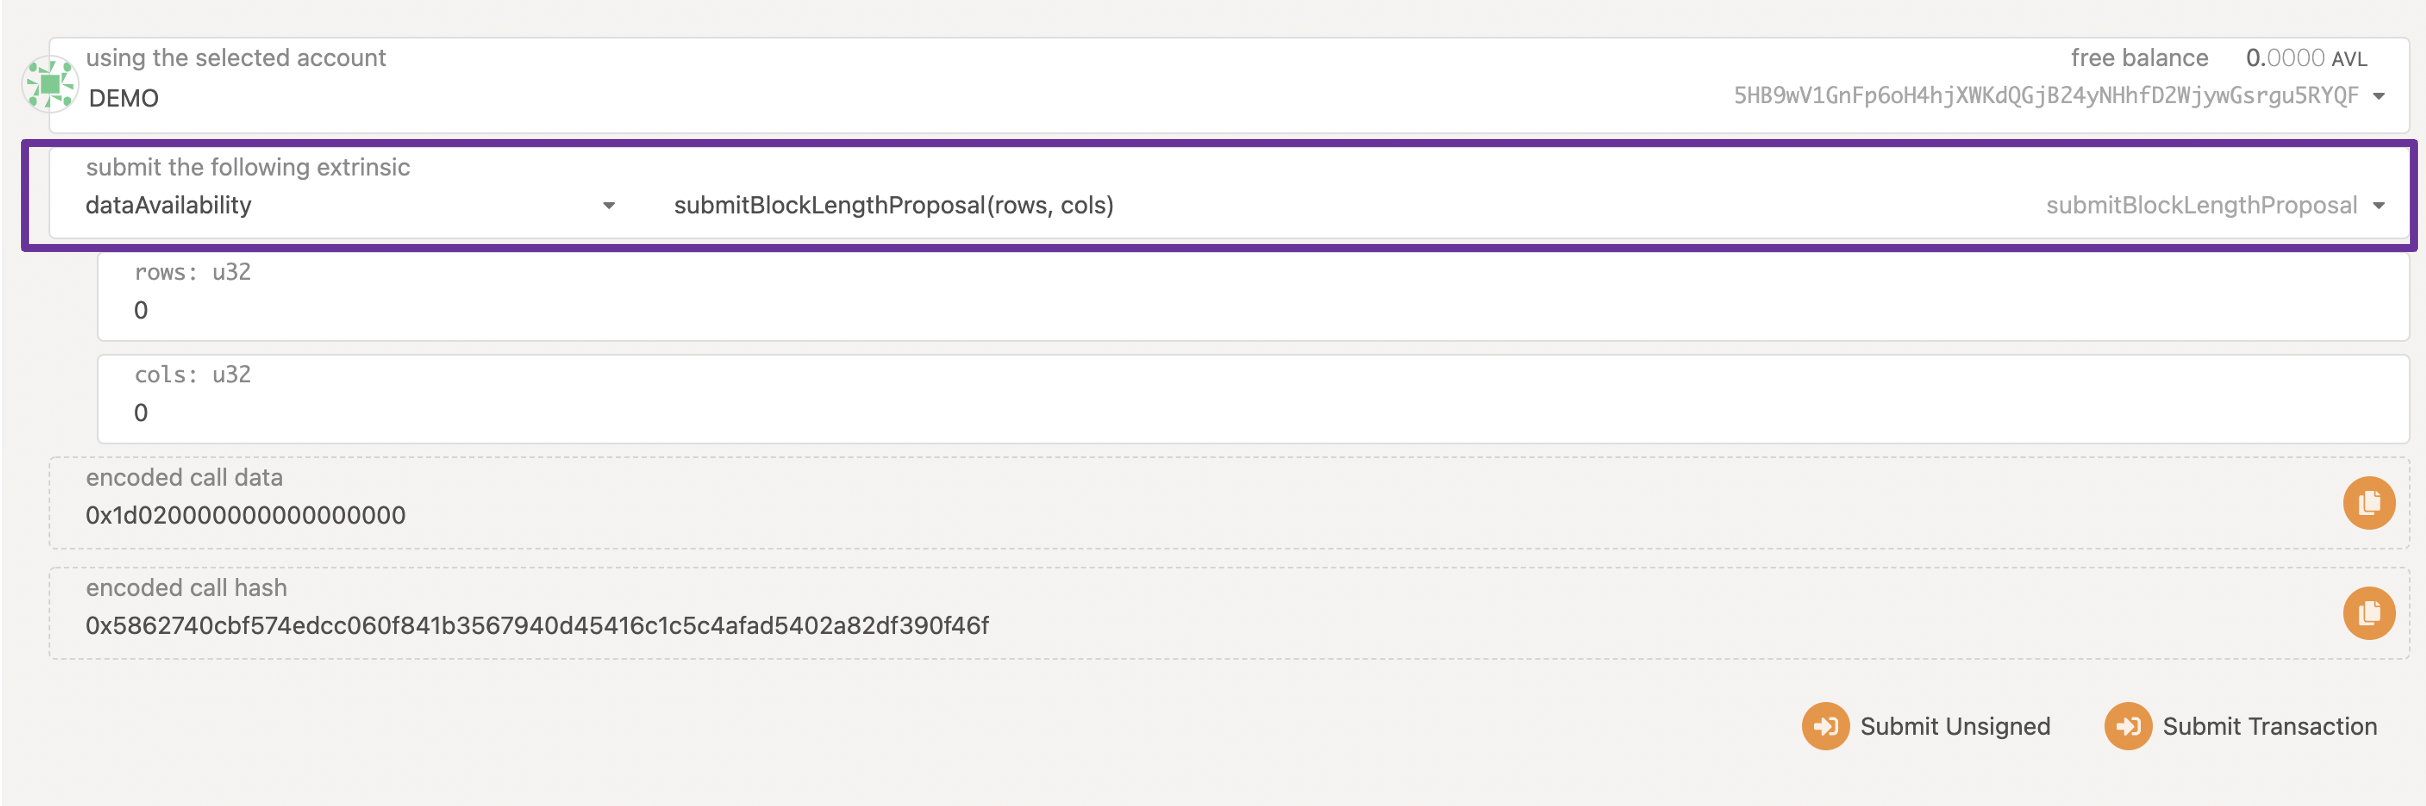 using the selected account
free balance 0.0000 AVL
DEMO
5HB9wV1GnFp6oH4hjXWKdQGjB24yNHhfD2WjywGsrgu5RYQF
submit the following extrinsic
dataAvailability
submitBlockLengthProposal(rows, cols)
submitBlockLengthProposal
rows: u32
0
cols: u32
0
encoded call data
0x1d020000000000000000
encoded call hash
0x5862740cbf574edcc060f841b3567940d45416c1c5c4afad5402a82df390f46f
Submit Unsigned
Submit Transaction